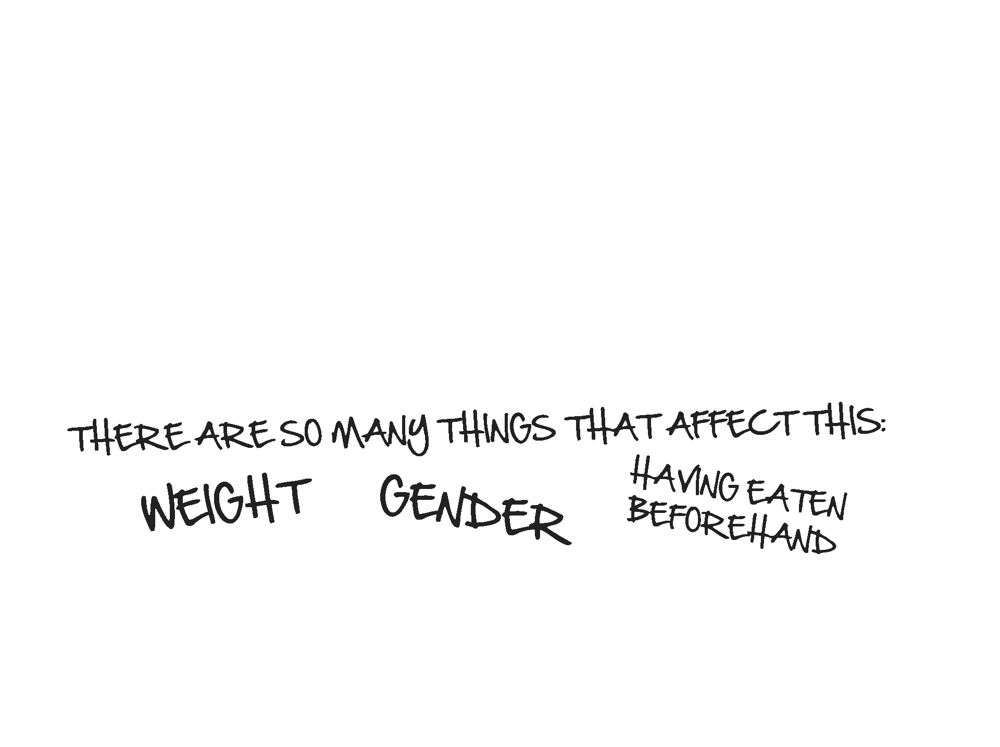 THERE ARE SO MANY THINGS THAT AFFECT THIS:
WEIGHT
GENDER
HAVING EATEN
BEFOREHAND